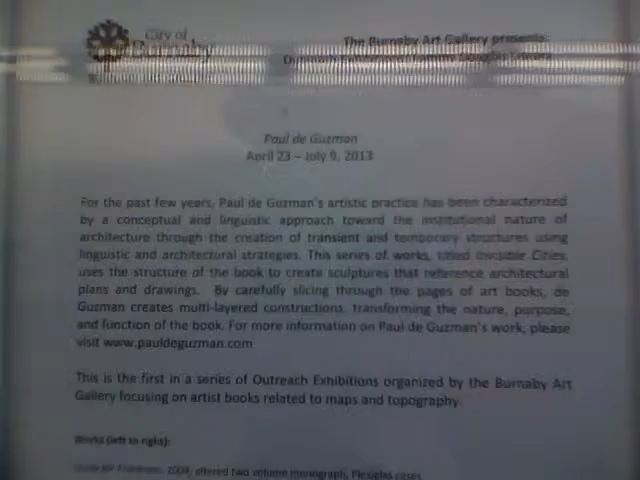 City of
Burnaby
The Burnaby Art Gallery presents:
Outreach Exhibition: Tommy Douglas Library
Paul de Guzman
April 23 – July 9, 2013
For the past few years, Paul de Guzman's artistic practice has been characterized
by a conceptual and linguistic approach toward the institutional nature of
architecture through the creation of transient and temporary structures using
linguistic and architectural strategies. This series of works, titled Invisible Cities,
uses the structure of the book to create sculptures that reference architectural
plans and drawings. By carefully slicing through the pages of art books, de
Guzman creates multi-layered constructions, transforming the nature, purpose,
and function of the book. For more information on Paul de Guzman's work, please
visit www.pauldeguzman.com
This is the first in a series of Outreach Exhibitions organized by the Burnaby Art
Gallery focusing on artist books related to maps and topography.
Works (left to right):
2004, altered two volume monograph, Plexiglas cases